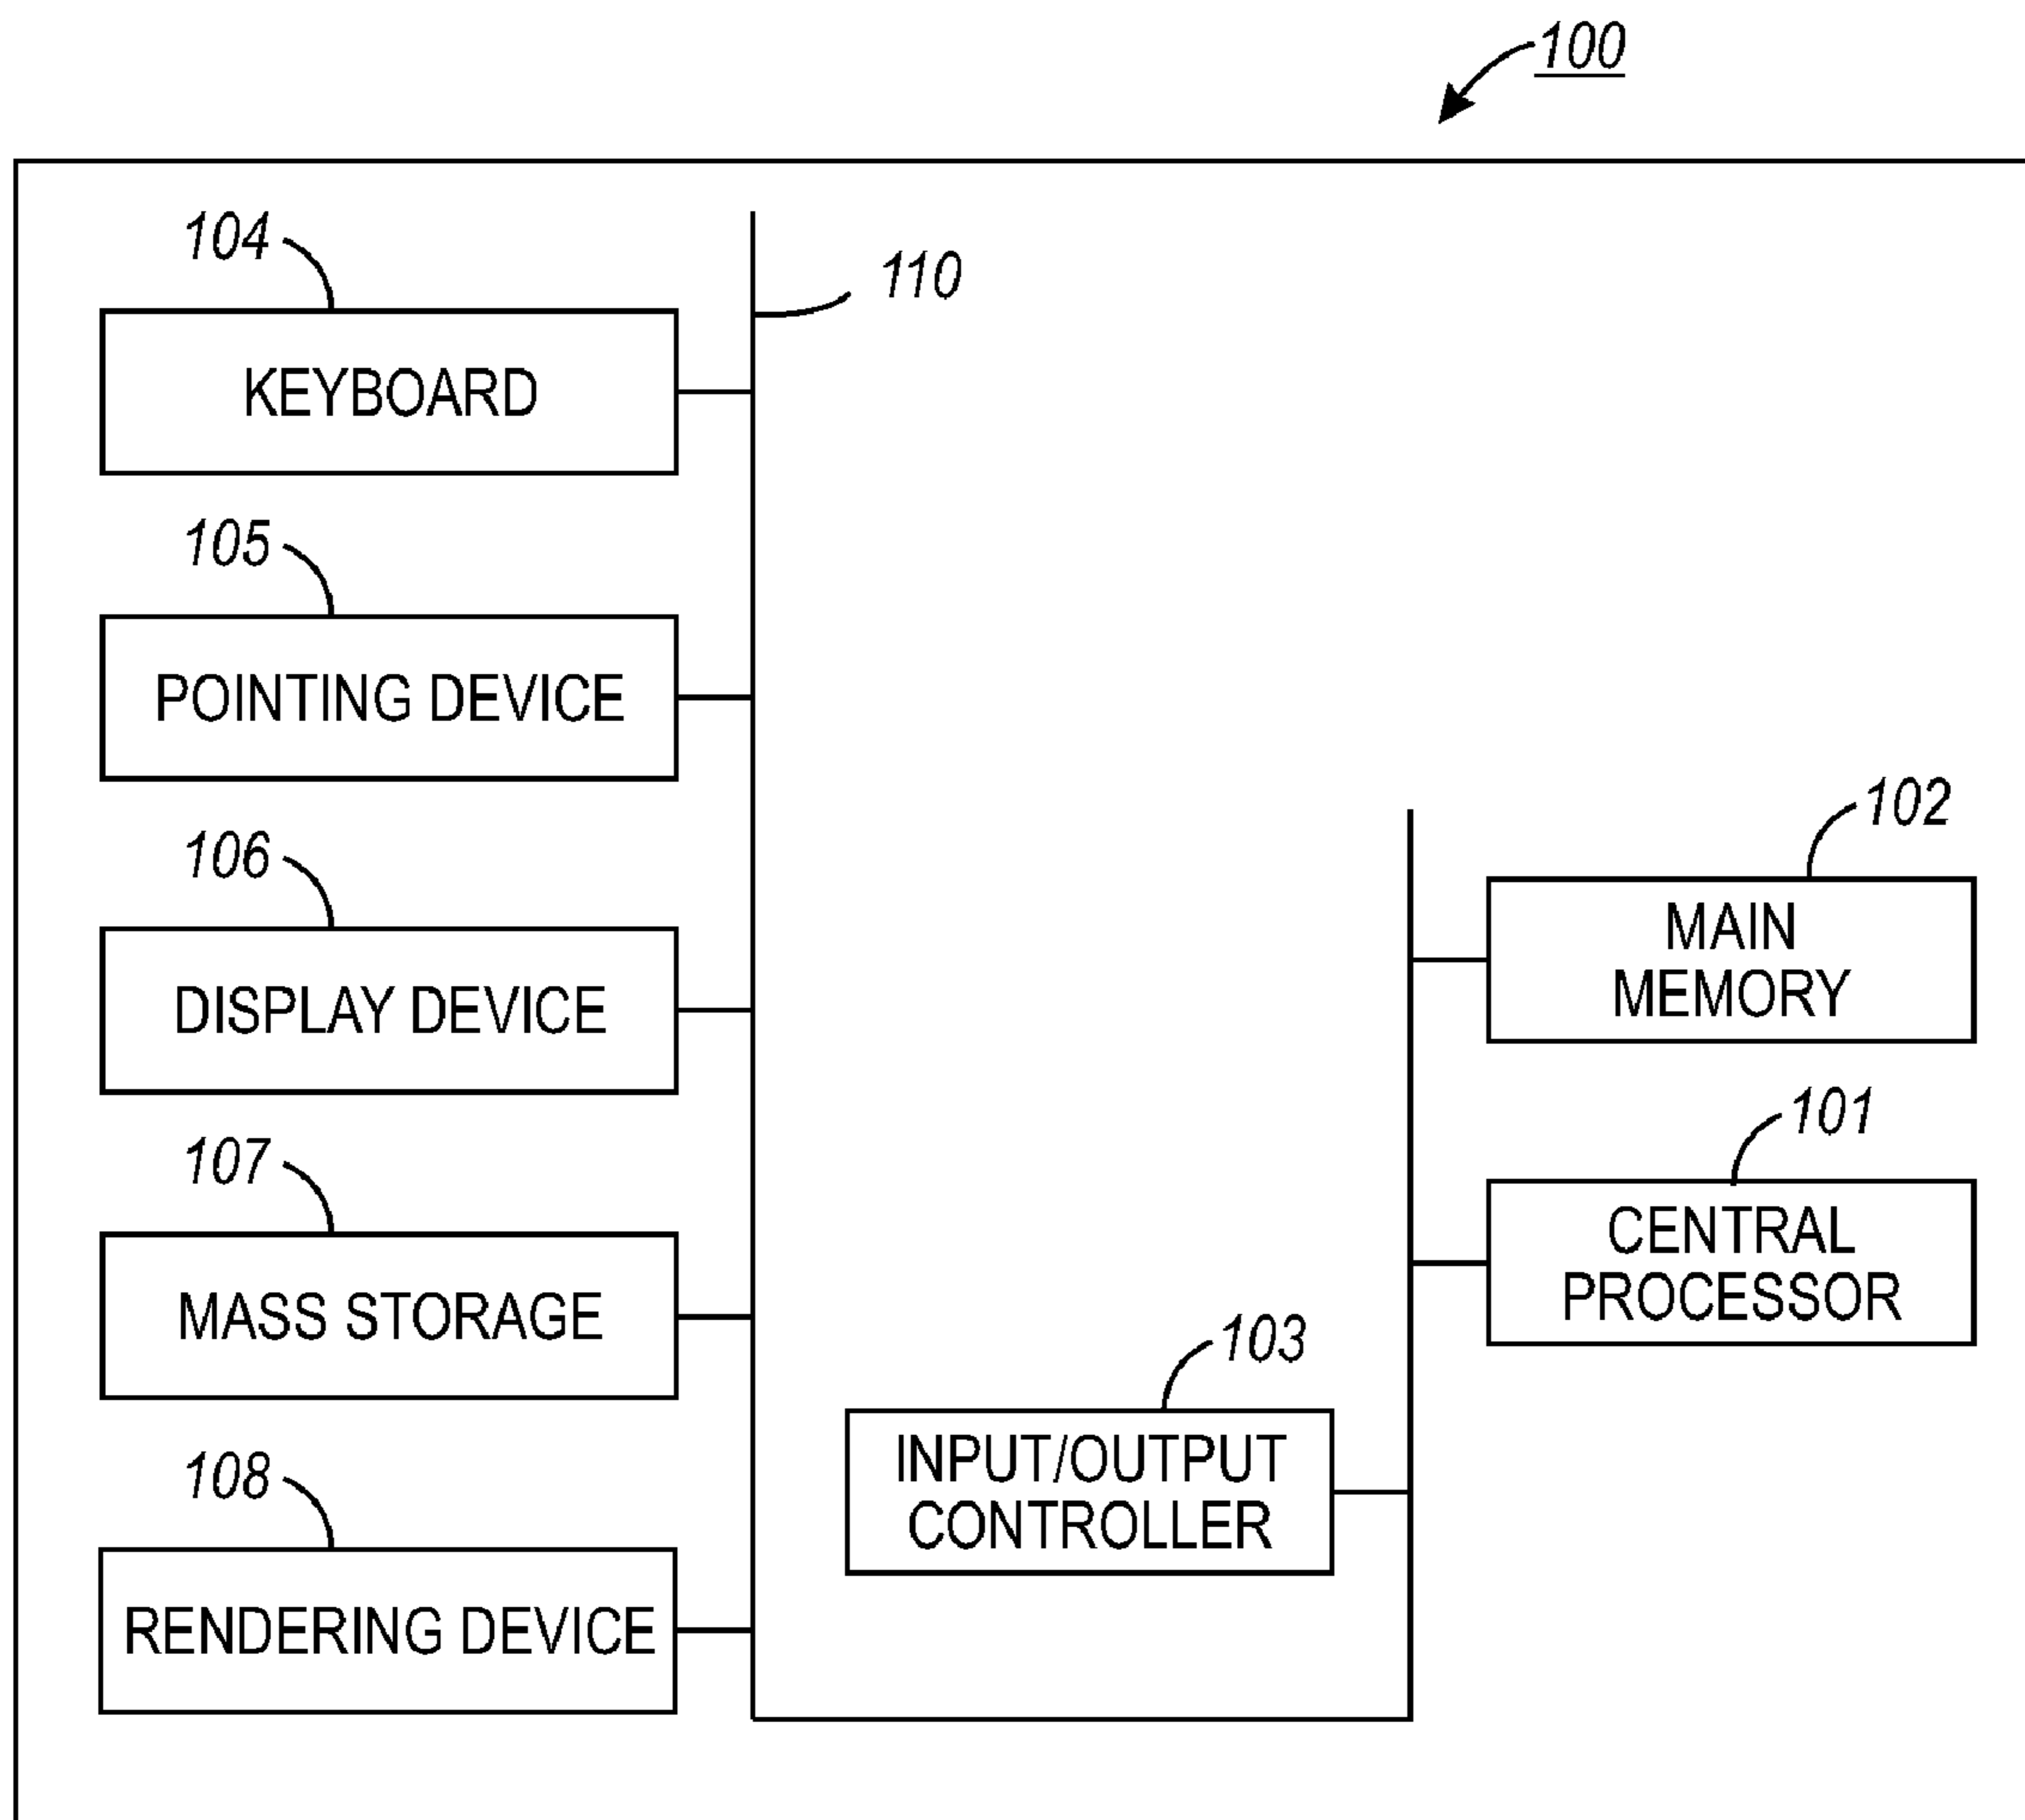 100
104
110
KEYBOARD
105
POINTING DEVICE
106
DISPLAY DEVICE
107
MASS STORAGE
108
RENDERING DEVICE
102
MAIN
MEMORY
101
CENTRAL
PROCESSOR
103
INPUT/OUTPUT
CONTROLLER